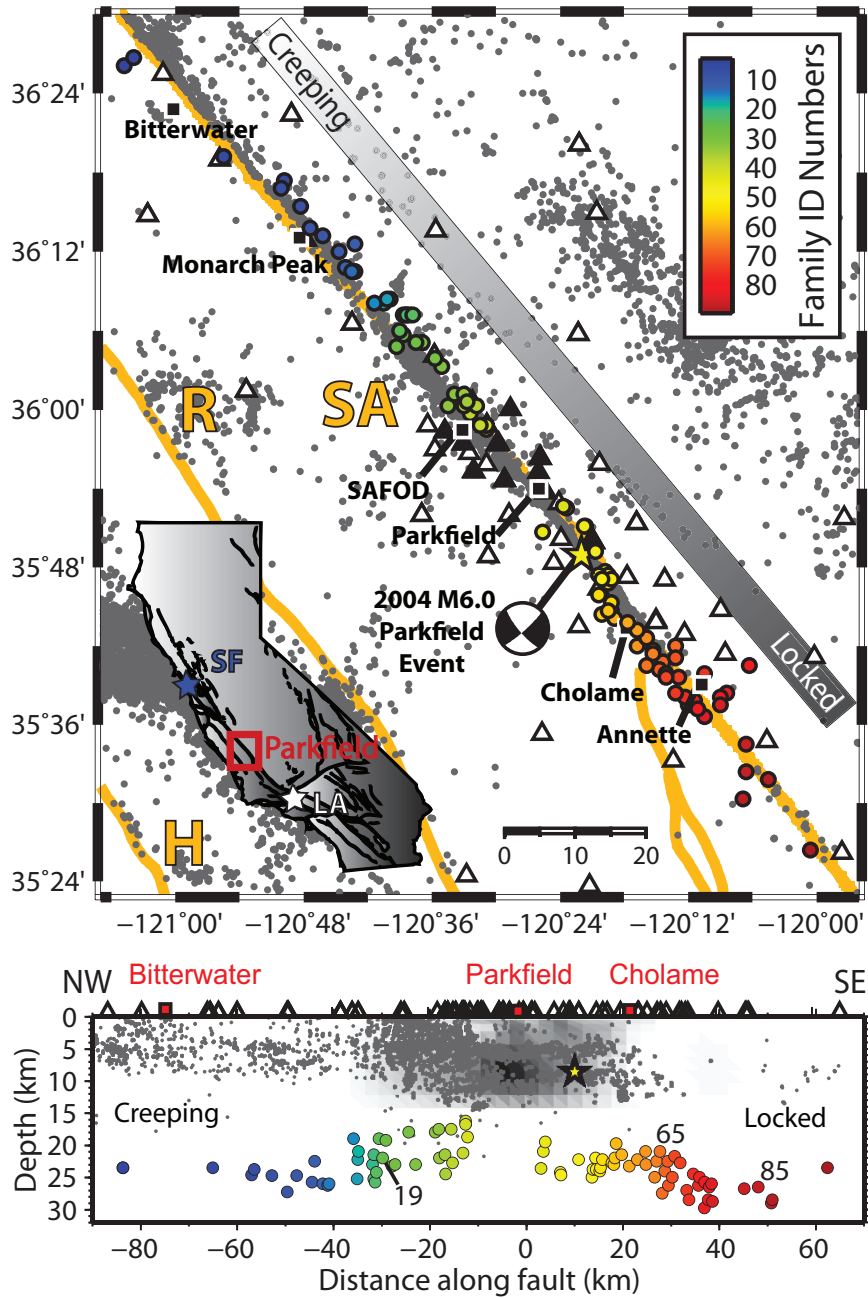 36°24'
36°12'
36°00'
35°48'
35°36'
35°24'
Creeping
Locked
10
20
30
40
50
60
70
80
Family ID Numbers
Bitterwater
Monarch Peak
R
SA
SAFOD
Parkfield
2004 M6.0
Parkfield
Event
Cholame
Annette
SF
Parkfield
LA
H
0 10 20
−121°00' −120°48' −120°36' −120°24' −120°12' −120°00'
NW Bitterwater Parkfield Cholame SE
0
5
10
15
20
25
30
Depth (km)
Creeping
Locked
19
65
85
−80 −60 −40 −20 0 20 40 60
Distance along fault (km)